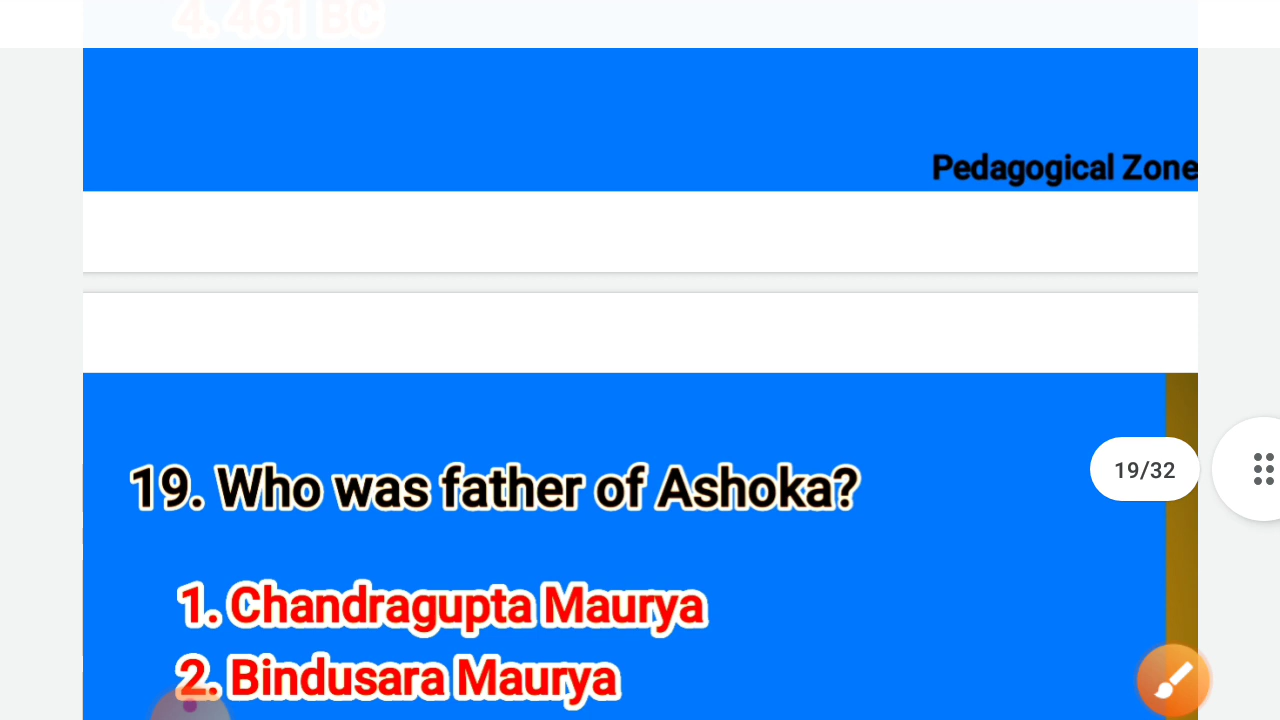 4. 461 BC
Pedagogical Zone
19. Who was father of Ashoka?
19/32
1. Chandragupta Maurya
2. Bindusara Maurya